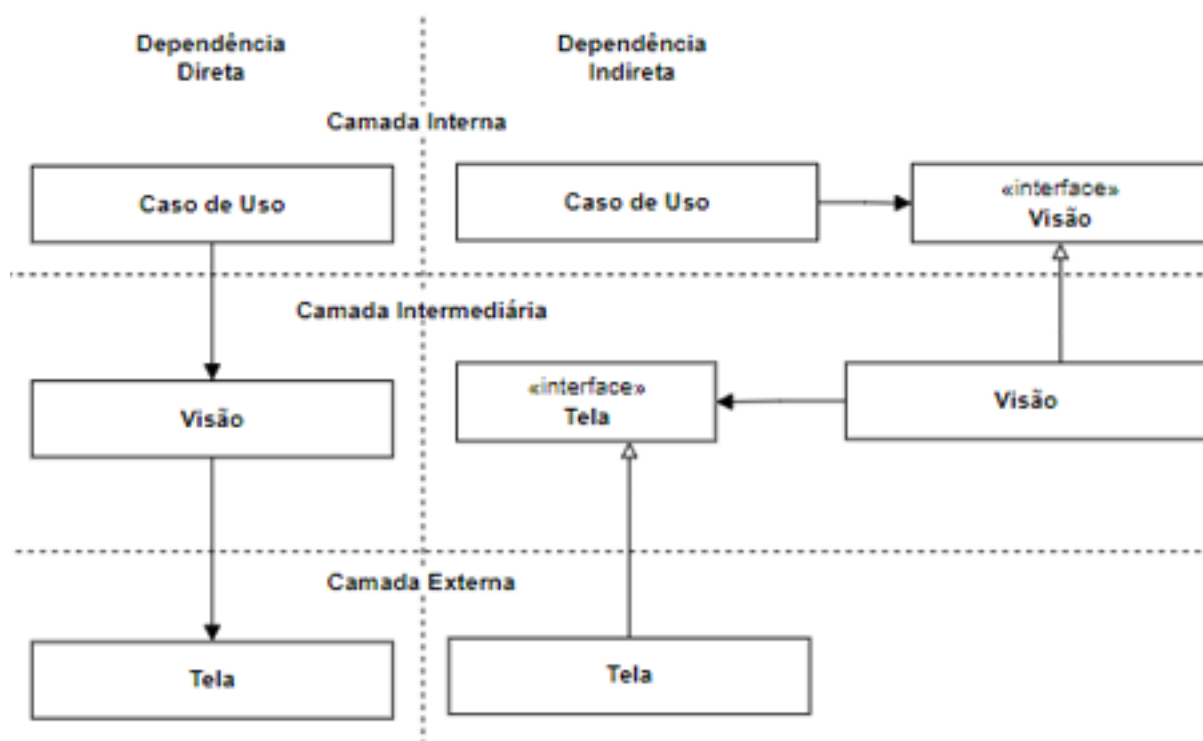 Dependência
Direta
Dependência
Indireta
Camada Interna
Caso de Uso
Caso de Uso
«interface»
Visão
Camada Intermediária
Visão
«interface»
Tela
Visão
Camada Externa
Tela
Tela